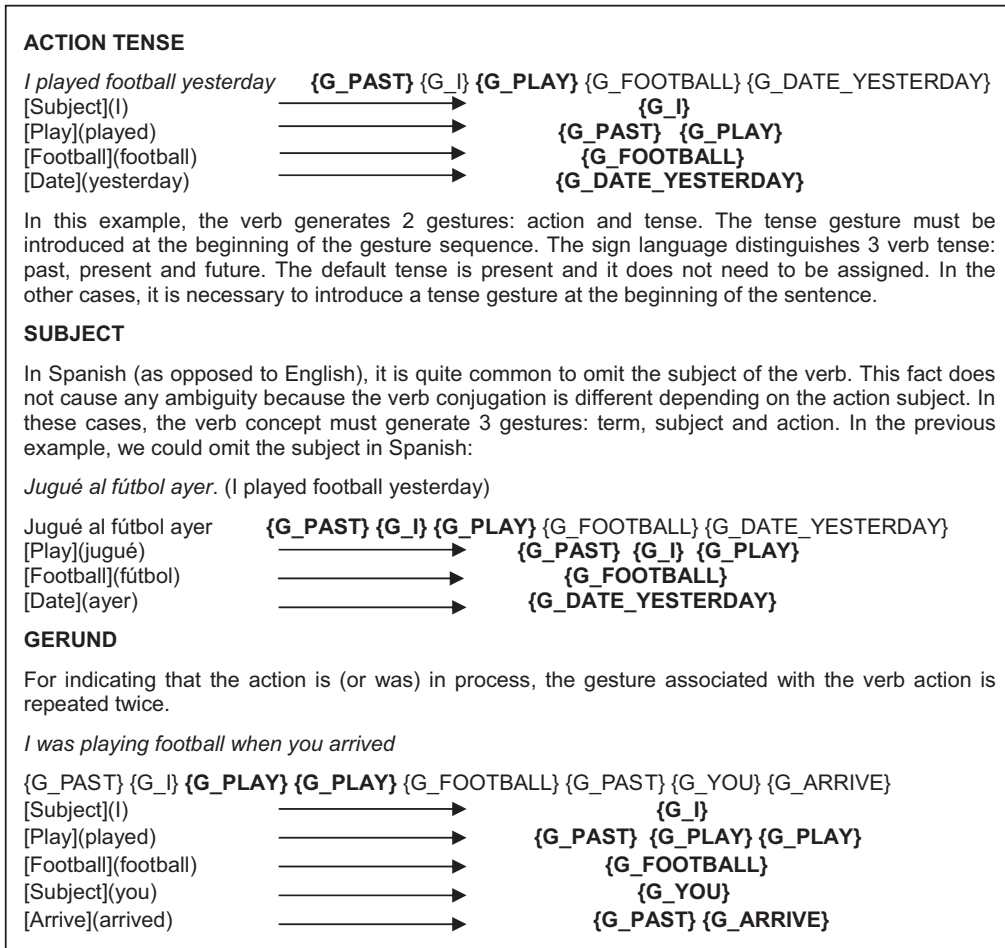 ACTION TENSE
I played football yesterday {G_PAST} {G_I} {G_PLAY} {G_FOOTBALL} {G_DATE_YESTERDAY}
[Subject](I) {G_I}
[Play](played) {G_PAST} {G_PLAY}
[Football](football) {G_FOOTBALL}
[Date](yesterday) {G_DATE_YESTERDAY}
In this example, the verb generates 2 gestures: action and tense. The tense gesture must be
introduced at the beginning of the gesture sequence. The sign language distinguishes 3 verb tense:
past, present and future. The default tense is present and it does not need to be assigned. In the
other cases, it is necessary to introduce a tense gesture at the beginning of the sentence.
SUBJECT
In Spanish (as opposed to English), it is quite common to omit the subject of the verb. This fact does
not cause any ambiguity because the verb conjugation is different depending on the action subject. In
these cases, the verb concept must generate 3 gestures: term, subject and action. In the previous
example, we could omit the subject in Spanish:
Jugué al fútbol ayer. (I played football yesterday)
Jugué al fútbol ayer {G_PAST} {G_I} {G_PLAY} {G_FOOTBALL} {G_DATE_YESTERDAY}
[Play](jugué) {G_PAST} {G_I} {G_PLAY}
[Football](fútbol) {G_FOOTBALL}
[Date](ayer) {G_DATE_YESTERDAY}
GERUND
For indicating that the action is (or was) in process, the gesture associated with the verb action is
repeated twice.
I was playing football when you arrived
{G_PAST} {G_I} {G_PLAY} {G_PLAY} {G_FOOTBALL} {G_PAST} {G_YOU} {G_ARRIVE}
[Subject](I) {G_I}
[Play](played) {G_PAST} {G_PLAY} {G_PLAY}
[Football](football) {G_FOOTBALL}
[Subject](you) {G_YOU}
[Arrive](arrived) {G_PAST} {G_ARRIVE}